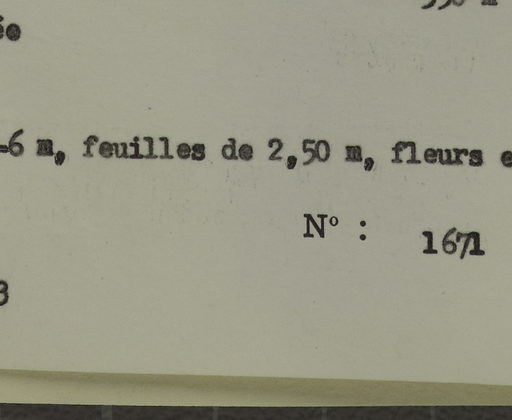 -6 m, feuilles de 2,50 m, fleurs
N° : 1671